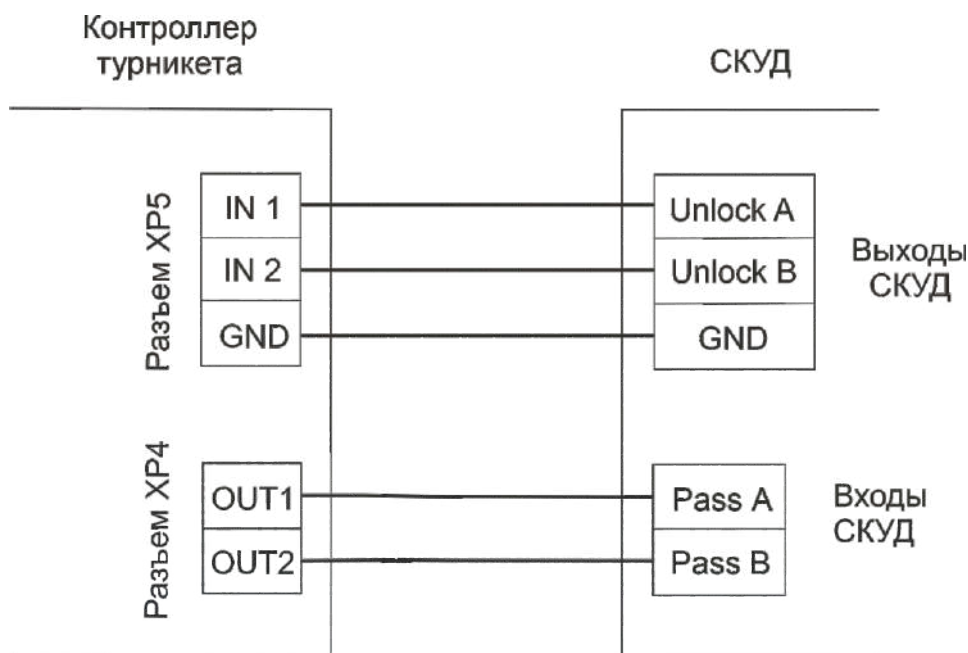 Контроллер
турникета
СКУД
Разъем XP5
IN 1
IN 2
GND
Unlock A
Unlock B
GND
Выходы
СКУД
Разъем XP4
OUT1
OUT2
Pass A
Pass B
Входы
СКУД